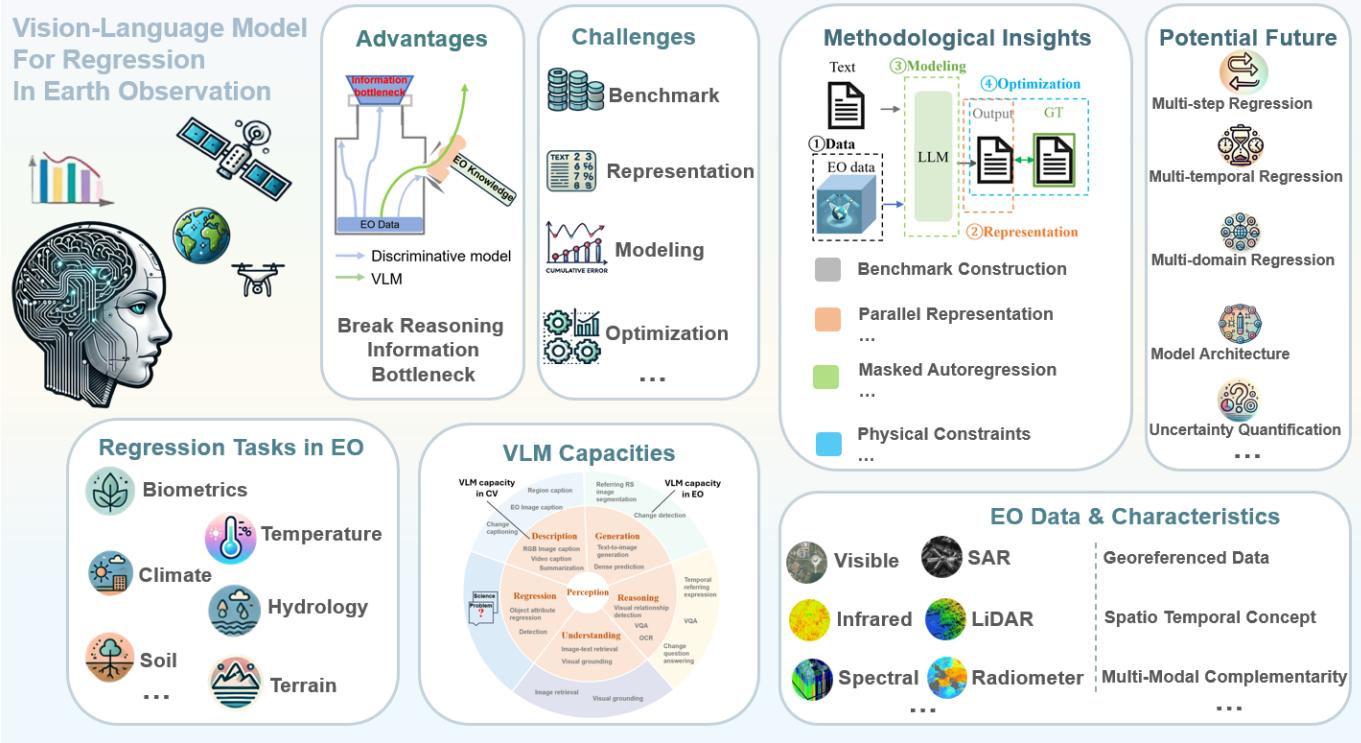 Vision-Language Model
For Regression
In Earth Observation
Advantages
Information
bottleneck
EO Knowledge
EO Data
Discriminative model
VLM
Break Reasoning
Information
Bottleneck
Challenges
Benchmark
TEXT 2 3
6 %
7 %
8 8
Representation
Modeling
CUMULATIVE ERROR
Optimization
...
Methodological Insights
Text
③Modeling
④Optimization
Output
GT
①Data
EO data
LLM
②Representation
Benchmark Construction
Parallel Representation
...
Masked Autoregression
...
Physical Constraints
...
Potential Future
Multi-step Regression
Multi-temporal Regression
Multi-domain Regression
Model Architecture
Uncertainty Quantification
...
Regression Tasks in EO
Biometrics
Temperature
Climate
Hydrology
Soil
...
Terrain
VLM Capacities
VLM capacity
in CV
VLM capacity
in EO
Region caption
EO Image caption
Change
captioning
Referring RS
image
segmentation
Change detection
Description
RGB Image caption
Video caption
Summarization
Generation
Text-to-image
generation
Dense prediction
Perception
Regression
Object attribute
regression
Detection
Reasoning
Visual relationship
detection
VQA
OCR
Understanding
Image-text retrieval
Visual grounding
Science
Problem
?
Temporal
referring
expression
VQA
Change
question
answering
Image retrieval
Visual grounding
EO Data & Characteristics
Visible
SAR
Georeferenced Data
Infrared
LiDAR
Spatio Temporal Concept
Spectral
Radiometer
Multi-Modal Complementarity
...
...